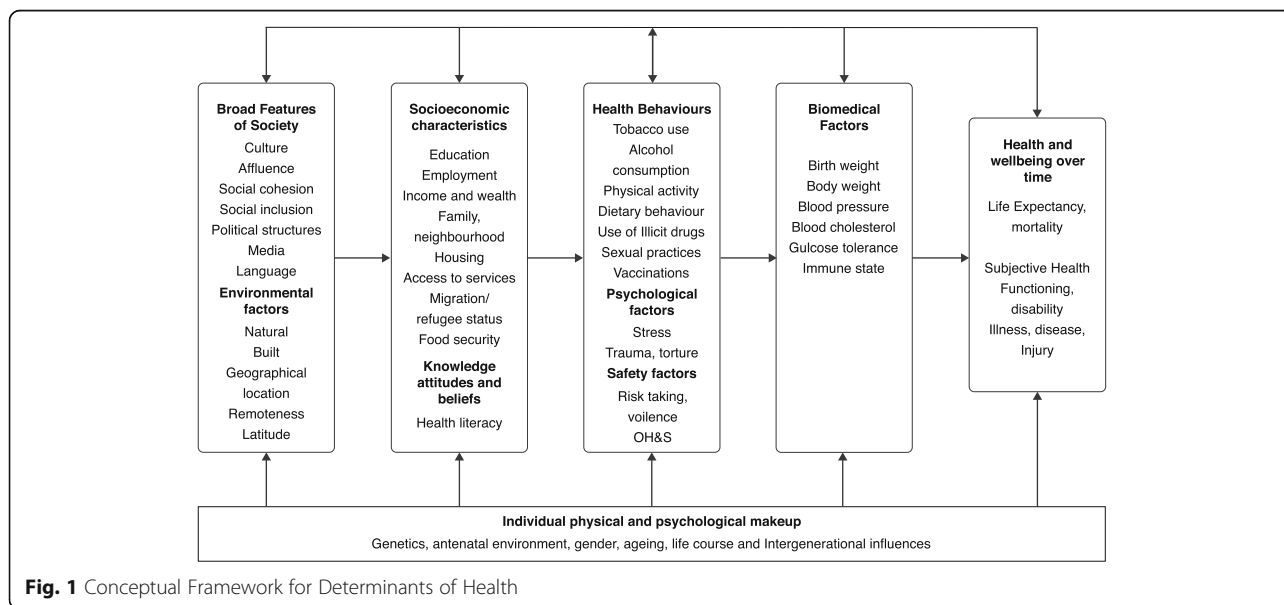 Broad Features
of Society
Culture
Affluence
Social cohesion
Social inclusion
Political structures
Media
Language
Environmental
factors
Natural
Built
Geographical
location
Remoteness
Latitude
Socioeconomic
characteristics
Education
Employment
Income and wealth
Family,
neighbourhood
Housing
Access to services
Migration/
refugee status
Food security
Knowledge
attitudes and
beliefs
Health literacy
Health Behaviours
Tobacco use
Alcohol
consumption
Physical activity
Dietary behaviour
Use of Illicit drugs
Sexual practices
Vaccinations
Psychological
factors
Stress
Trauma, torture
Safety factors
Risk taking,
voilence
OH&S
Biomedical
Factors
Birth weight
Body weight
Blood pressure
Blood cholesterol
Gulcose tolerance
Immune state
Health and
wellbeing over
time
Life Expectancy,
mortality
Subjective Health
Functioning,
disability
Illness, disease,
Injury
Individual physical and psychological makeup
Genetics, antenatal environment, gender, ageing, life course and Intergenerational influences
Fig. 1 Conceptual Framework for Determinants of Health